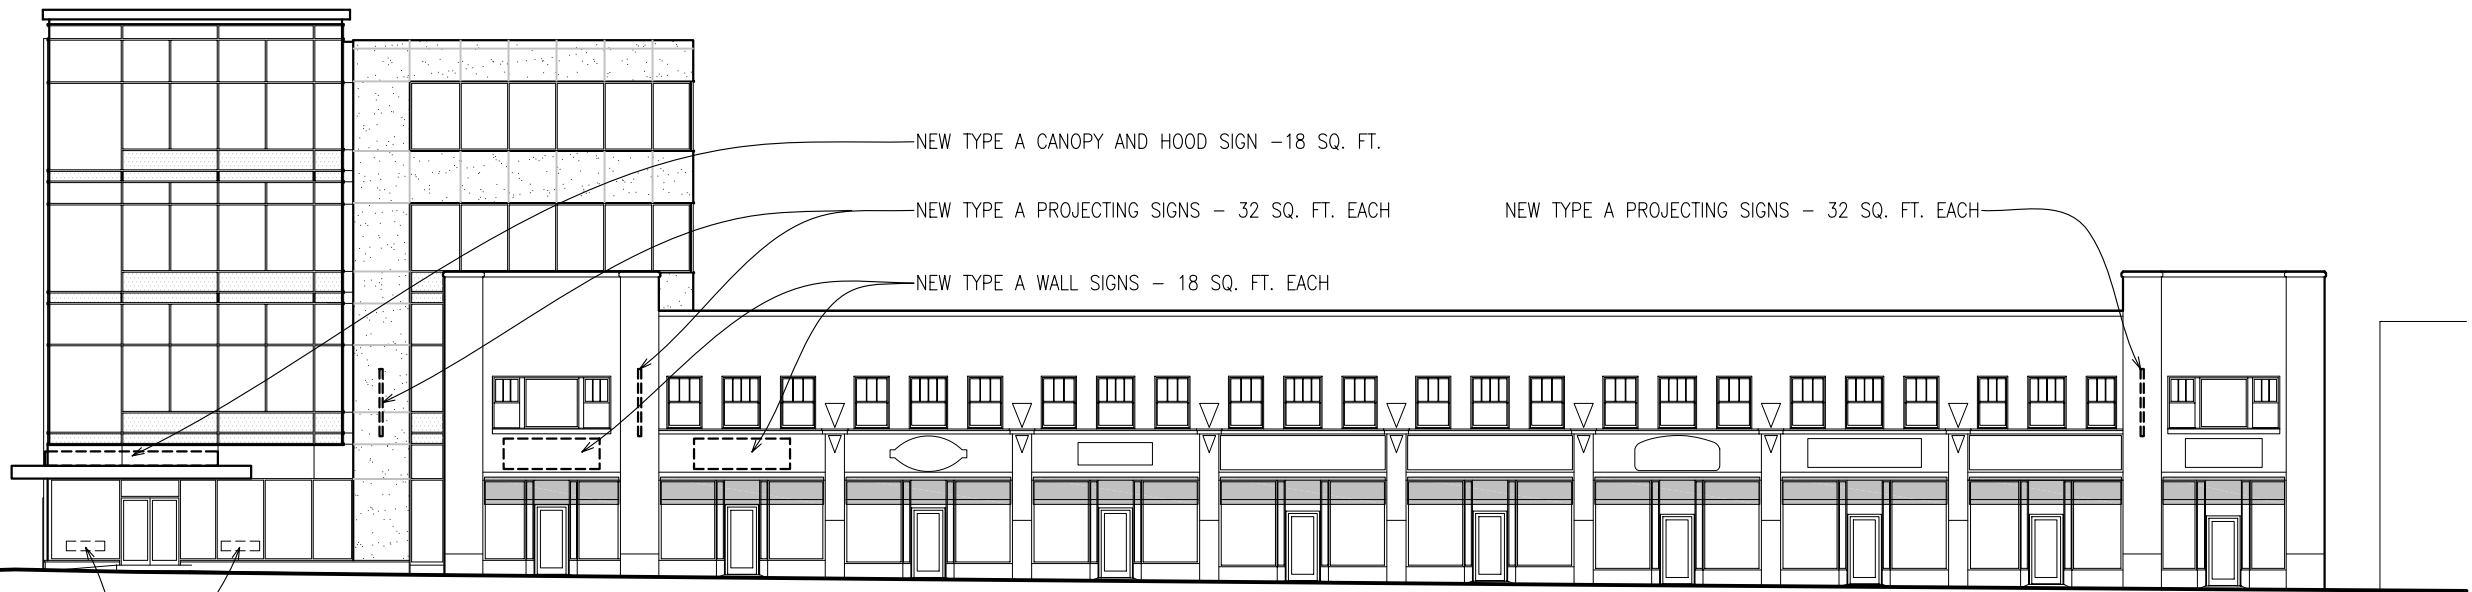 NEW TYPE A CANOPY AND HOOD SIGN -18 SQ. FT.
NEW TYPE A PROJECTING SIGNS - 32 SQ. FT. EACH
NEW TYPE A PROJECTING SIGNS - 32 SQ. FT. EACH
NEW TYPE A WALL SIGNS - 18 SQ. FT. EACH